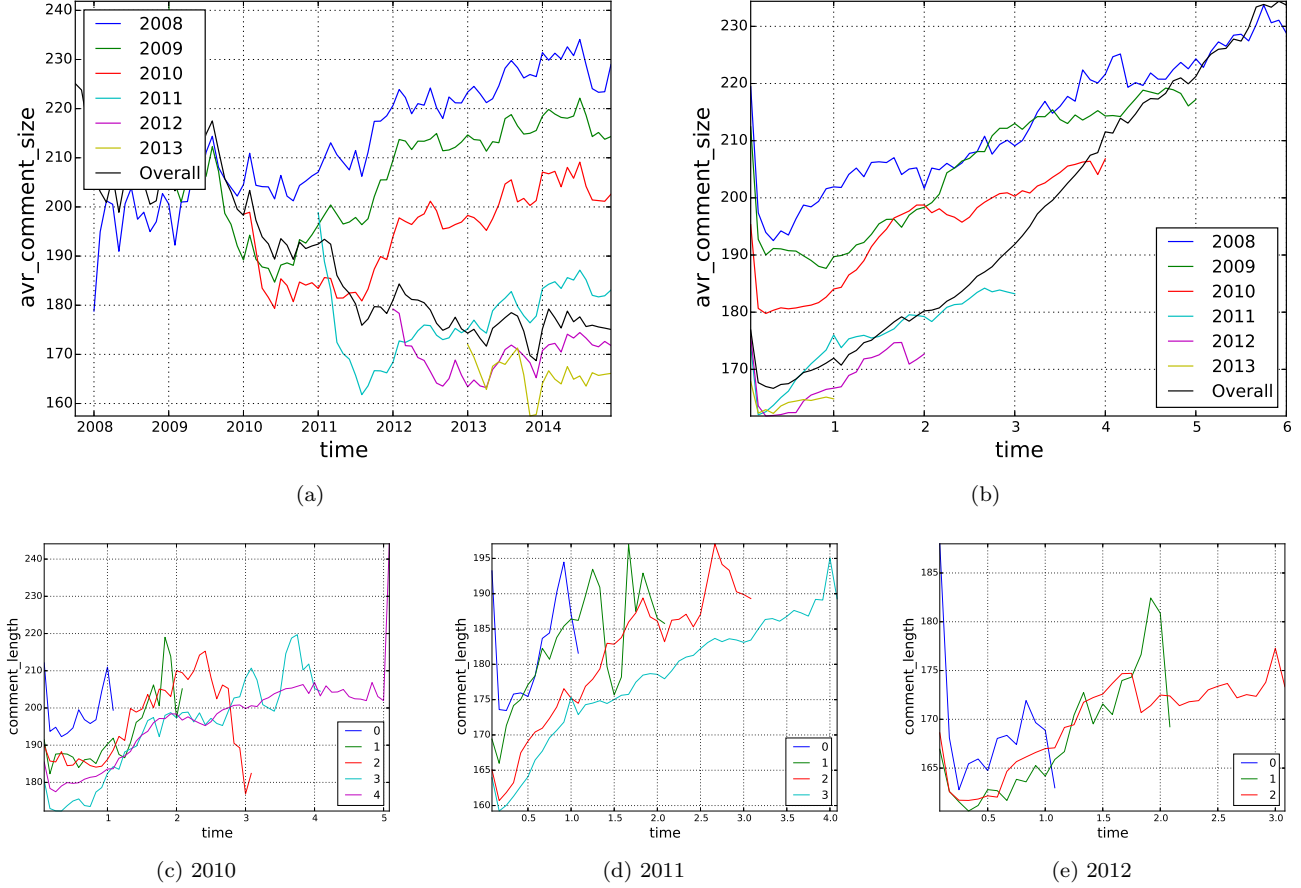 230
220
210
200
190
180
170
160
avr_comment_size
2008
2009
2010
2011
2012
2013
Overall
2008 2009 2010 2011 2012 2013 2014
time
(a)
230
220
210
200
190
180
170
avr_comment_size
2008
2009
2010
2011
2012
2013
Overall
1 2 3 4 5 6
time
(b)
240
230
220
210
200
190
180
comment_length
0
1
2
3
4
1 2 3 4 5
time
(c) 2010
195
190
185
180
175
170
165
160
comment_length
0
1
2
3
0.5 1.0 1.5 2.0 2.5 3.0 3.5 4.0
time
(d) 2011
185
180
175
170
165
comment_length
0
1
2
0.5 1.0 1.5 2.0 2.5 3.0
time
(e) 2012